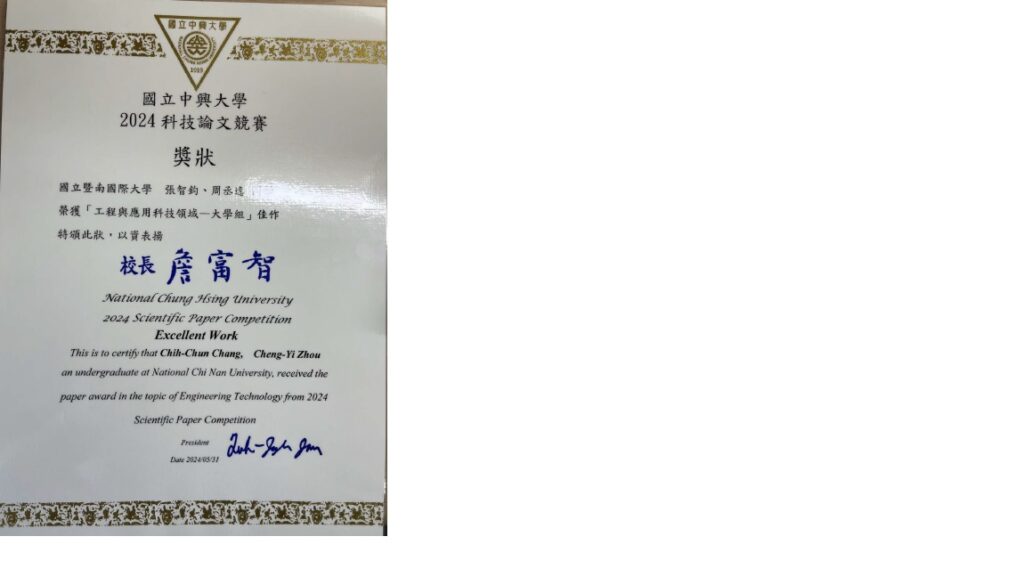 國立中興大學
2023
國立中興大學
2024 科技論文競賽
獎狀
國立暨南國際大學 張智鈞、周丞逸
榮獲「工程與應用科技領域—大學組」佳作
特頒此狀，以資表揚
校長 詹富智
National Chung Hsing University
2024 Scientific Paper Competition
Excellent Work
This is to certify that Chih-Chun Chang, Cheng-Yi Zhou
an undergraduate at National Chi Nan University, received the
paper award in the topic of Engineering Technology from 2024
Scientific Paper Competition
President
Date 2024/05/31